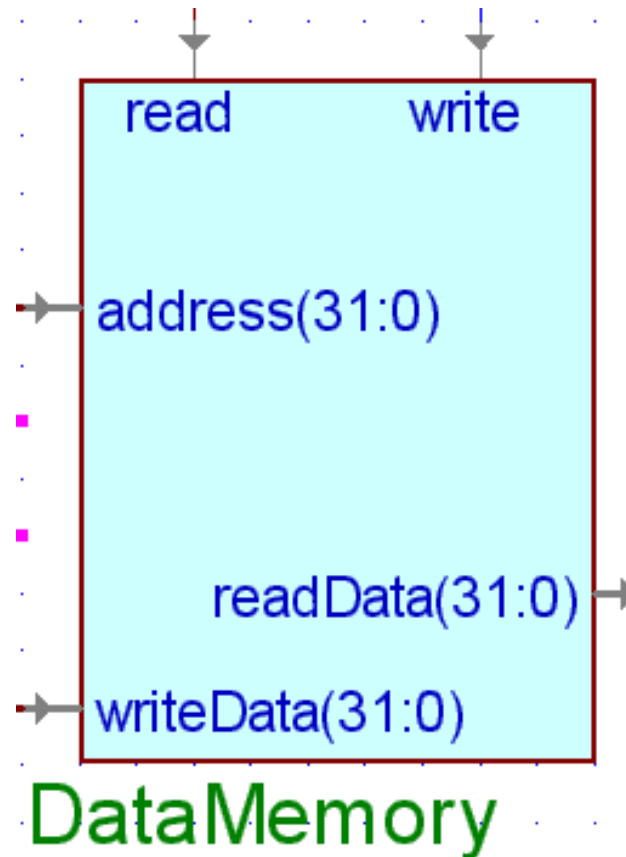 read write
address(31:0)
readData(31:0)
writeData(31:0)
DataMemory